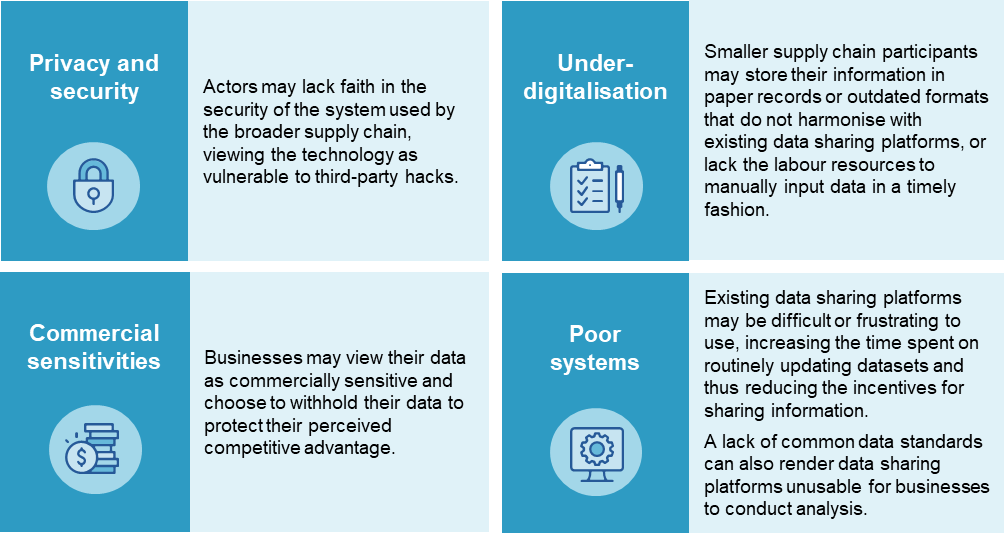 Privacy and
security
Actors may lack faith in the
security of the system used by
the broader supply chain,
viewing the technology as
vulnerable to third-party hacks.
Under-
digitalisation
Smaller supply chain participants
may store their information in
paper records or outdated formats
that do not harmonise with
existing data sharing platforms, or
lack the labour resources to
manually input data in a timely
fashion.
Commercial
sensitivities
$
Businesses may view their data
as commercially sensitive and
choose to withhold their data to
protect their perceived
competitive advantage.
Poor
systems
Existing data sharing platforms
may be difficult or frustrating to
use, increasing the time spent on
routinely updating datasets and
thus reducing the incentives for
sharing information.
A lack of common data standards
can also render data sharing
platforms unusable for businesses
to conduct analysis.